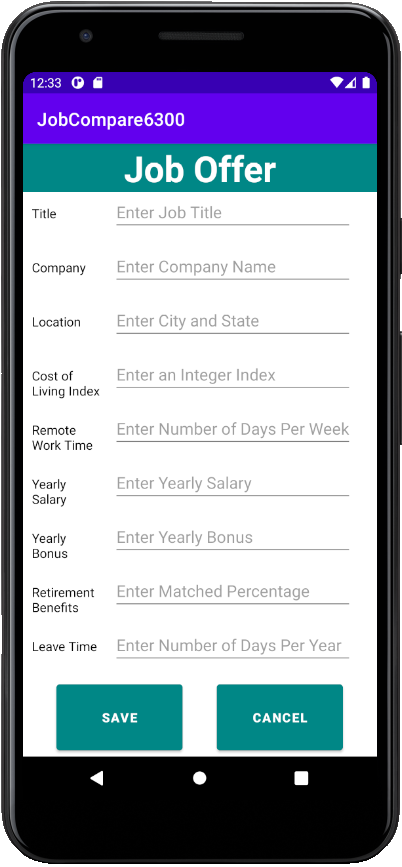 12:33
JobCompare6300
Job Offer
Title Enter Job Title
Company Enter Company Name
Location Enter City and State
Cost of
Living Index Enter an Integer Index
Remote
Work Time Enter Number of Days Per Week
Yearly
Salary Enter Yearly Salary
Yearly
Bonus Enter Yearly Bonus
Retirement
Benefits Enter Matched Percentage
Leave Time Enter Number of Days Per Year
SAVE CANCEL